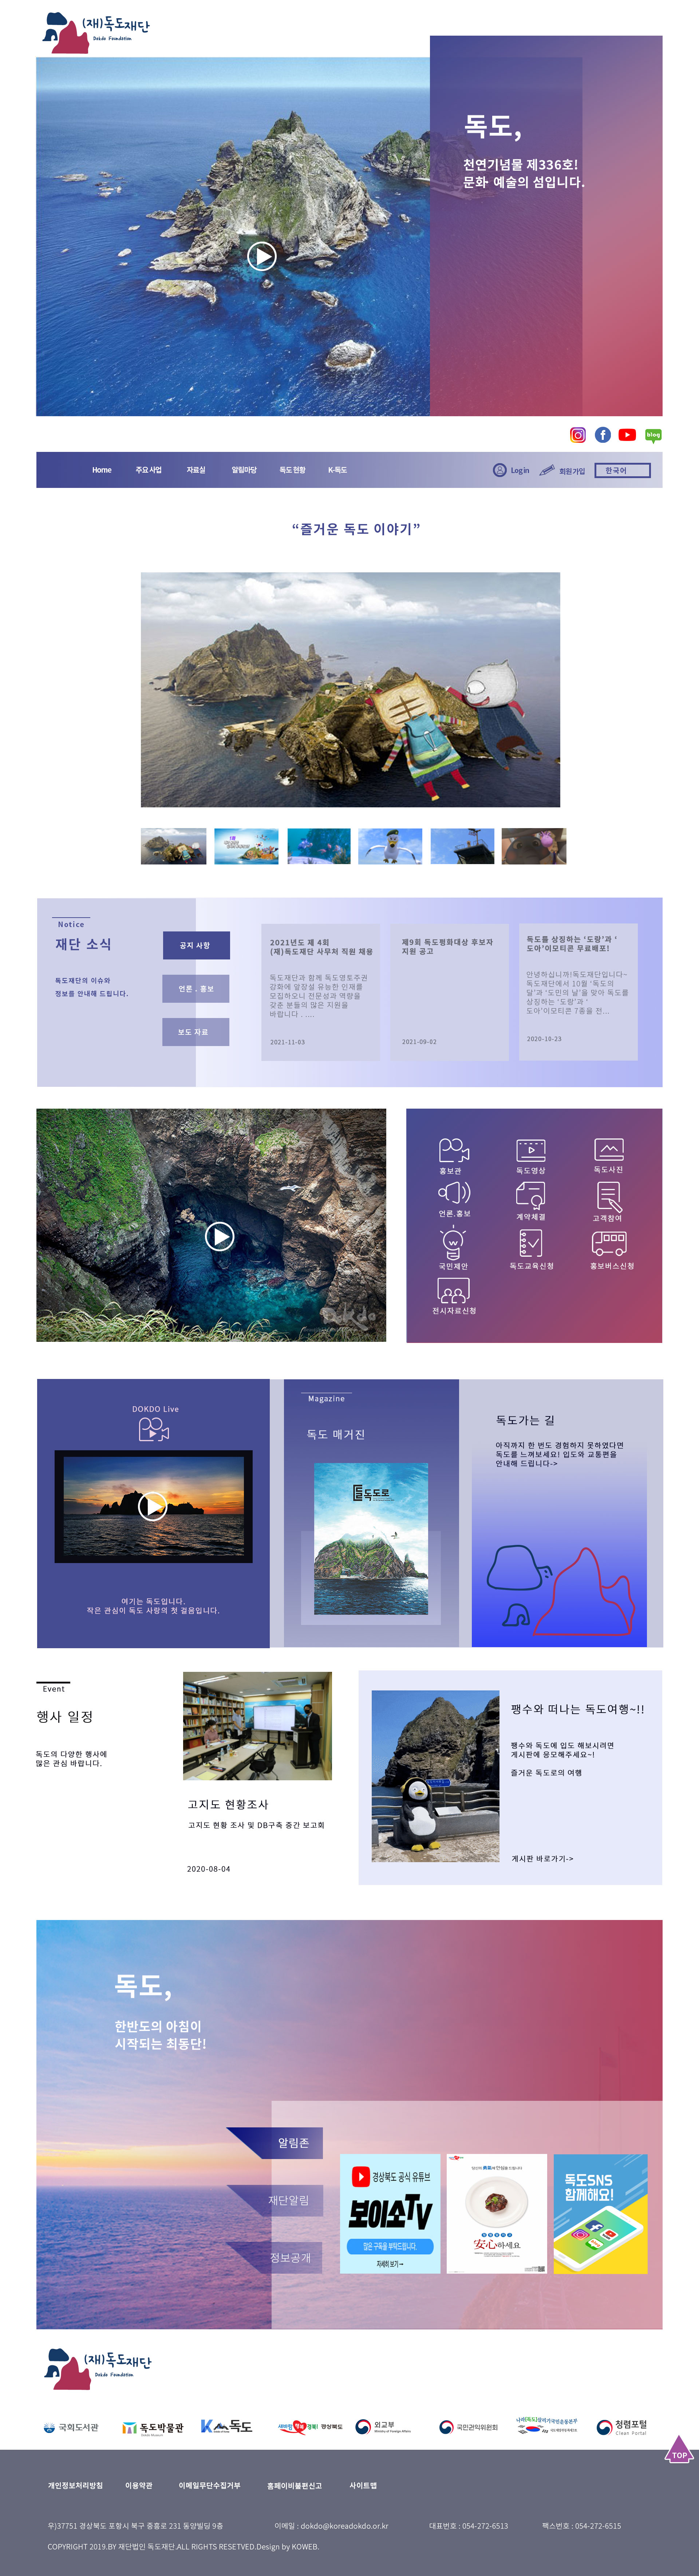 (재)독도재단
Dokdo Foundation
독도,
천연기념물 제336호!
문화 예술의 섬입니다.
blog
Home 주요사업 자료실 알림마당 독도현황 K-독도 Login 회원가입 한국어
“즐거운 독도 이야기”
Notice
재단 소식
독도재단의 이슈와
정보를 안내해 드립니다.
공지 사항
언론 . 홍보
보도 자료
2021년도 제 4회
(재)독도재단 사무처 직원 채용
독도재단과 함께 독도영토주권
강화에 앞장설 유능한 인재를
모집하오니 전문성과 역량을
갖춘 분들의 많은 지원을
바랍니다 . ....
2021-11-03
제9회 독도평화대상 후보자
지원 공고
2021-09-02
독도를 상징하는 ‘도랑’과 ‘
도아’이모티콘 무료배포!
안녕하십니까!독도재단입니다~
독도재단에서 10월 ‘독도의
달’과 ‘도민의 날’을 맞아 독도를
상징하는 ‘도랑’과 ‘
도아’이모티콘 7종을 전...
2020-10-23
Dokdo
홍보관 독도영상 독도사진
언론.홍보 계약체결 고객참여
국민제안 독도교육신청 홍보버스신청
전시자료신청
DOKDO Live
여기는 독도입니다.
작은 관심이 독도 사랑의 첫 걸음입니다.
Magazine
독도 매거진
독도로
독도가는 길
아직까지 한 번도 경험하지 못하였다면
독도를 느껴보세요! 입도와 교통편을
안내해 드립니다->
Event
행사 일정
독도의 다양한 행사에
많은 관심 바랍니다.
고지도 현황조사
고지도 현황 조사 및 DB구축 중간 보고회
2020-08-04
팽수와 떠나는 독도여행~!!
팽수와 독도에 입도 해보시려면
게시판에 응모해주세요~!
즐거운 독도로의 여행
게시판 바로가기->
독도,
한반도의 아침이
시작되는 최동단!
알림존
재단알림
정보공개
경상북도 공식 유튜브
보이소TV
많은 구독을 부탁드립니다.
자세히 보기→
안心하세요
독도SNS
함께해요!
(재)독도재단
Dokdo Foundation
국회도서관 독도박물관 K독도 경상북도 외교부 국민권익위원회 청렴포털
Ministry of Foreign Affairs
Clean Portal
TOP
개인정보처리방침 이용약관 이메일무단수집거부 홈페이비불편신고 사이트맵
우)37751 경상북도 포항시 북구 중흥로 231 동양빌딩 9층 이메일 : dokdo@koreadokdo.or.kr 대표번호 : 054-272-6513 팩스번호 : 054-272-6515
COPYRIGHT 2019.BY 재단법인 독도재단.ALL RIGHTS RESETVED.Design by KOWEB.